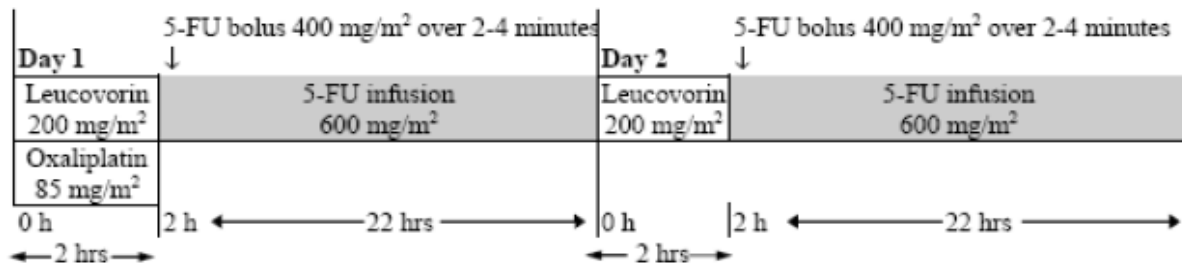 5-FU bolus 400 mg/m² over 2-4 minutes 5-FU bolus 400 mg/m² over 2-4 minutes
Day 1 ↓ Day 2 ↓
Leucovorin 5-FU infusion Leucovorin 5-FU infusion
200 mg/m² 600 mg/m² 200 mg/m² 600 mg/m²
Oxaliplatin
85 mg/m²
0 h 2 h 22 hrs 0 h 2 h 22 hrs
2 hrs 2 hrs